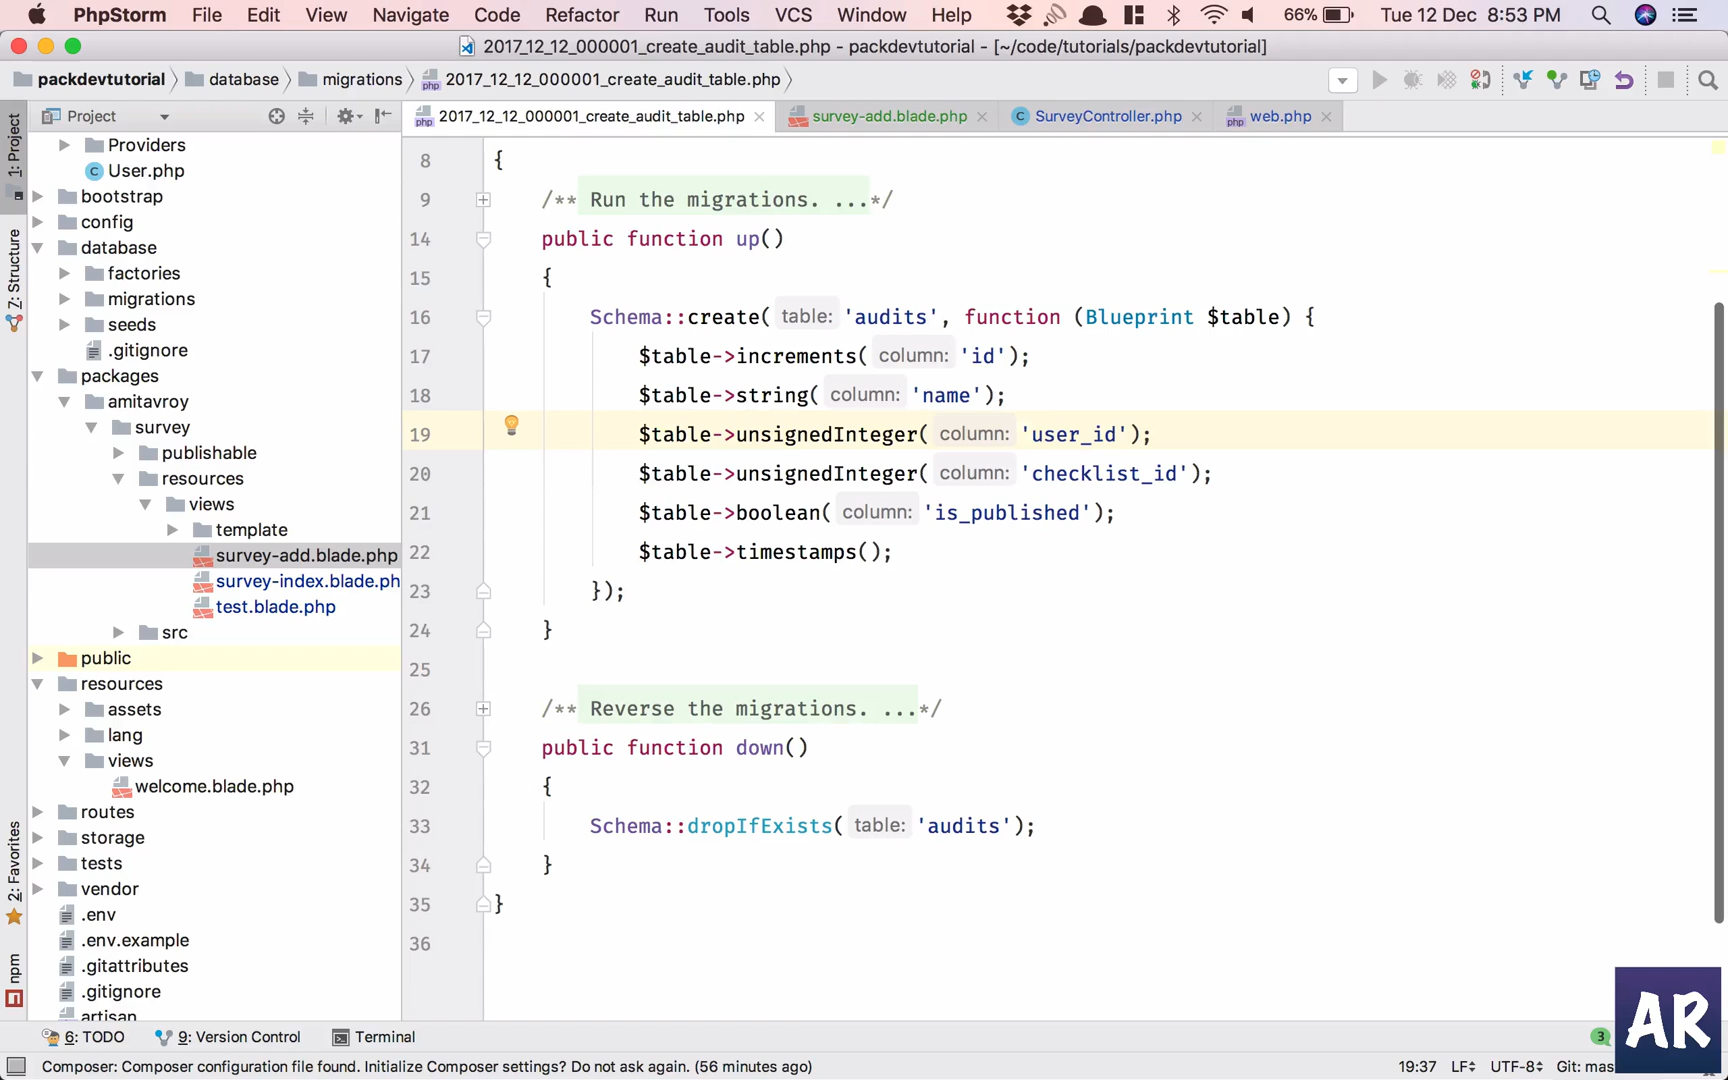 PhpStorm File Edit View Navigate Code Refactor Run Tools VCS Window Help 66% Tue 12 Dec 8:53 PM
2017_12_12_000001_create_audit_table.php - packdevtutorial - [~/code/tutorials/packdevtutorial]
packdevtutorial database migrations 2017_12_12_000001_create_audit_table.php
Project
2017_12_12_000001_create_audit_table.php survey-add.blade.php SurveyController.php web.php
1: Project
7: Structure
2: Favorites
npm
Providers
User.php
bootstrap
config
database
factories
migrations
seeds
.gitignore
packages
amitavroy
survey
publishable
resources
views
template
survey-add.blade.php
survey-index.blade.ph
test.blade.php
src
public
resources
assets
lang
views
welcome.blade.php
routes
storage
tests
vendor
.env
.env.example
.gitattributes
.gitignore
artisan
8 {
9 /** Run the migrations. ...*/
14 public function up()
15 {
16 Schema::create( table: 'audits', function (Blueprint $table) {
17 $table->increments( column: 'id');
18 $table->string( column: 'name');
19 $table->unsignedInteger( column: 'user_id');
20 $table->unsignedInteger( column: 'checklist_id');
21 $table->boolean( column: 'is_published');
22 $table->timestamps();
23 });
24 }
25
26 /** Reverse the migrations. ...*/
31 public function down()
32 {
33 Schema::dropIfExists( table: 'audits');
34 }
35 }
36
6: TODO 9: Version Control Terminal 3
Composer: Composer configuration file found. Initialize Composer settings? Do not ask again. (56 minutes ago) 19:37 LF UTF-8 Git: mas
AR